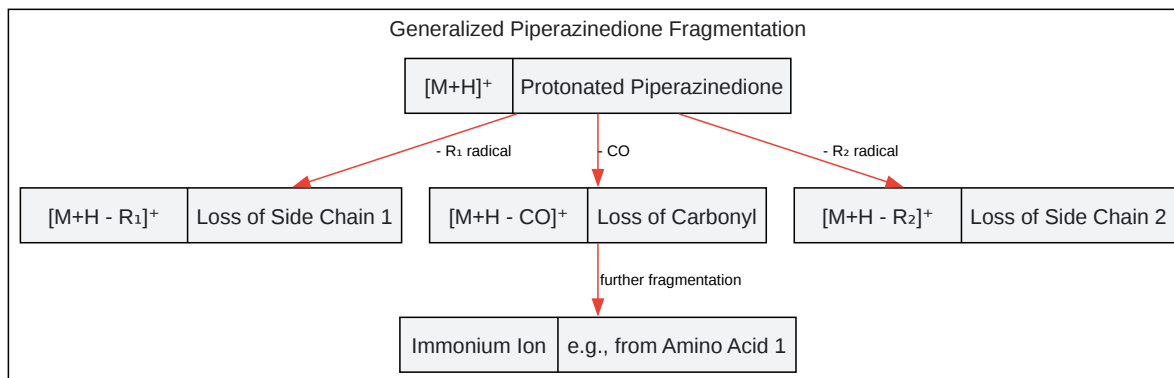 Generalized Piperazinedione Fragmentation
[M+H]⁺ Protonated Piperazinedione
- R₁ radical - CO - R₂ radical
[M+H - R₁]⁺ Loss of Side Chain 1 [M+H - CO]⁺ Loss of Carbonyl [M+H - R₂]⁺ Loss of Side Chain 2
further fragmentation
Immonium Ion e.g., from Amino Acid 1